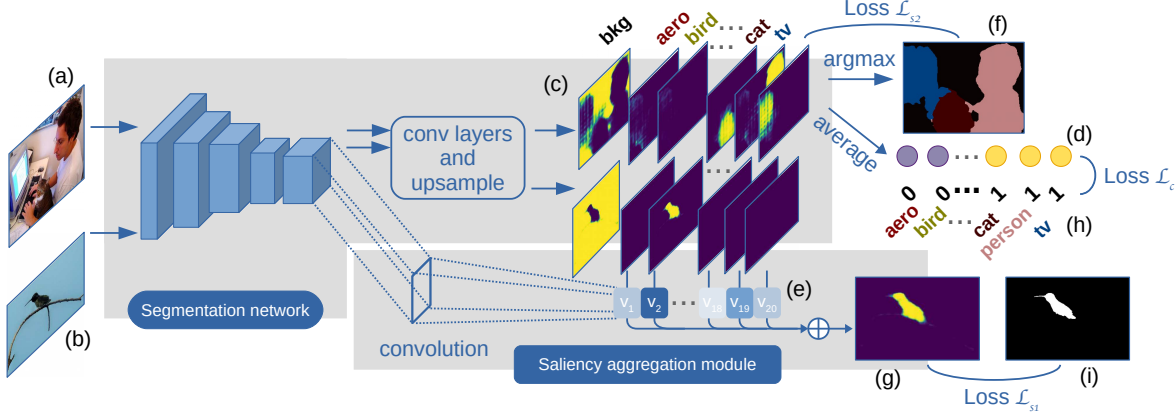 Loss ℒs2
bkg
aero
bird
cat
tv
(f)
(a)
(c)
argmax
conv layers
and
upsample
average
(d)
Loss ℒc
0 0 1 1 1
aero
bird
cat
person
tv
(h)
(b)
Segmentation network
convolution
v1 v2 v18 v19 v20
(e)
Saliency aggregation module
(g)
(i)
Loss ℒs1